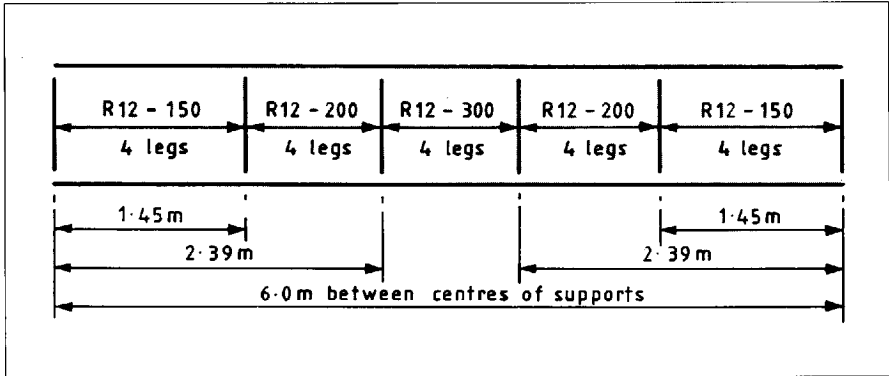 R12 - 150 R12 - 200 R12 - 300 R12 - 200 R12 - 150
4 legs 4 legs 4 legs 4 legs 4 legs
1·45m 1·45m
2·39m 2·39m
6·0m between centres of supports